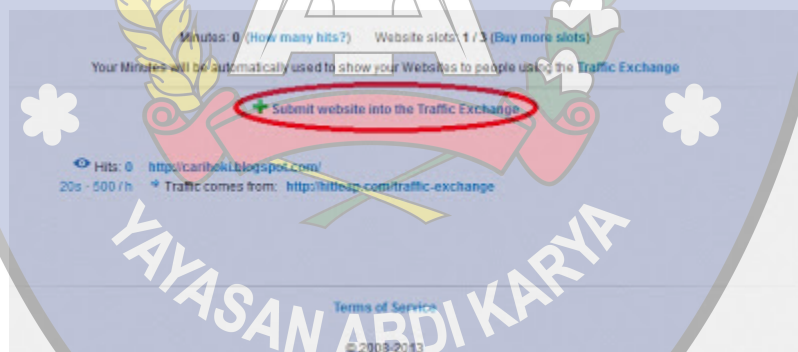 Minutes: 0 (How many hits?) Website slots: 1 / 3 (Buy more slots)
Your Minutes will be automatically used to show your Websites to people using the Traffic Exchange
Submit website into the Traffic Exchange
Hits: 0 http://carihoki.blogspot.com/
20s - 500 / h Traffic comes from: http://hitleap.com/traffic-exchange
YAYASAN ABDI KARYA
Terms of Service
© 2008-2013